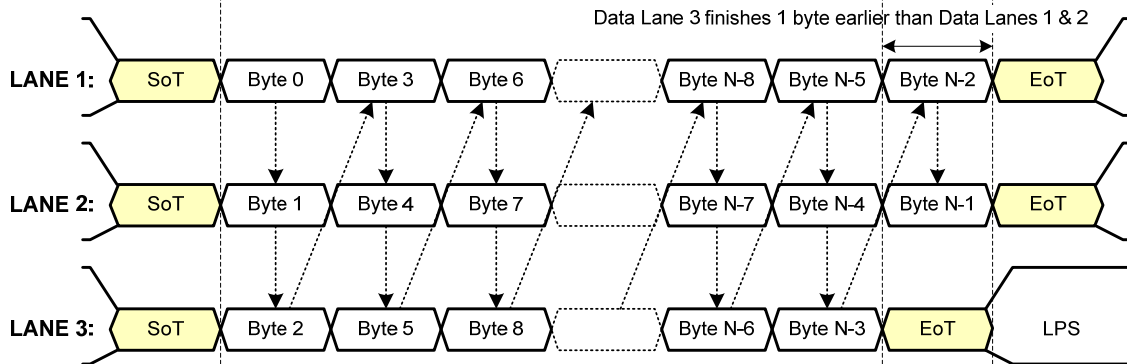 Data Lane 3 finishes 1 byte earlier than Data Lanes 1 & 2
LANE 1: SoT Byte 0 Byte 3 Byte 6 Byte N-8 Byte N-5 Byte N-2 EoT
LANE 2: SoT Byte 1 Byte 4 Byte 7 Byte N-7 Byte N-4 Byte N-1 EoT
LANE 3: SoT Byte 2 Byte 5 Byte 8 Byte N-6 Byte N-3 EoT LPS